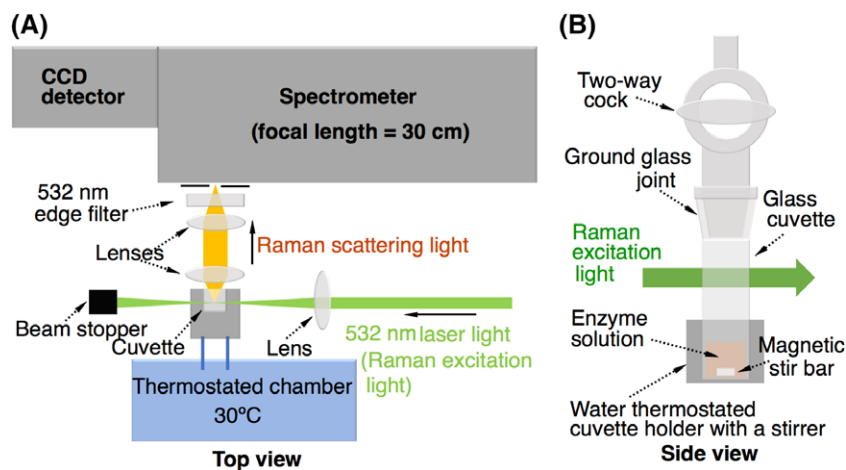 (A)
CCD
detector
Spectrometer
(focal length = 30 cm)
532 nm
edge filter
Lenses
Raman scattering light
Beam stopper
Cuvette
Lens
532 nm laser light
(Raman excitation
light)
Thermostated chamber
30ºC
Top view
(B)
Two-way
cock
Ground glass
joint
Glass
cuvette
Raman
excitation
light
Enzyme
solution
Magnetic
stir bar
Water thermostated
cuvette holder with a stirrer
Side view